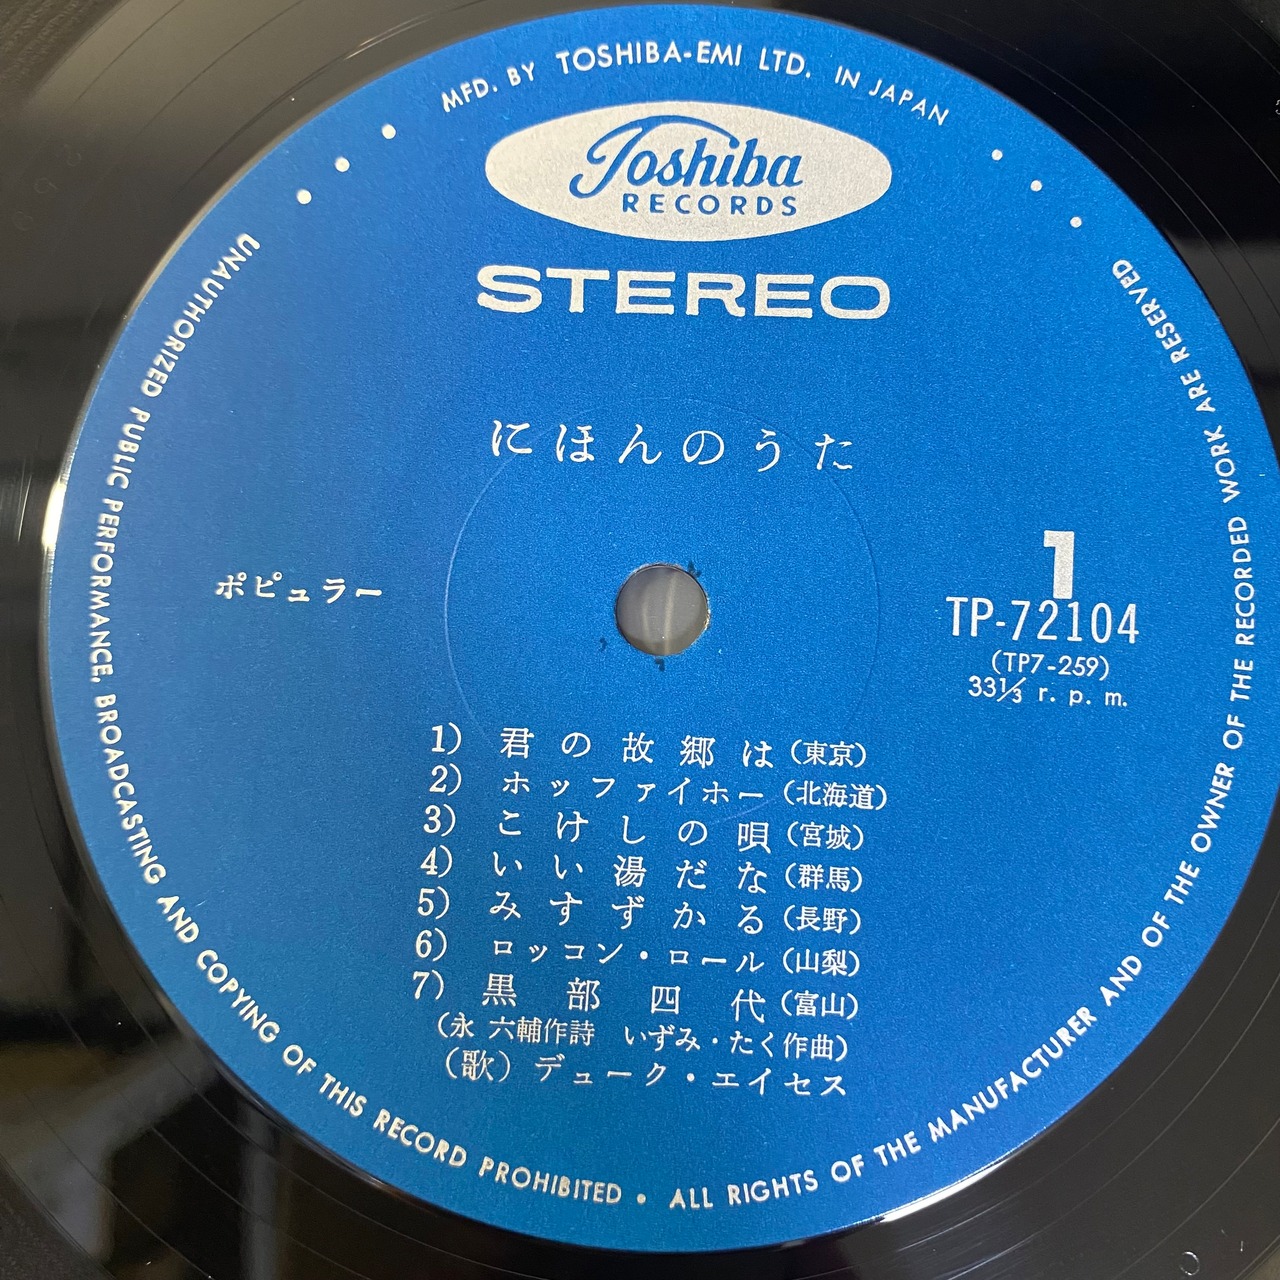 MFD. BY TOSHIBA-EMI LTD. IN JAPAN
Toshiba
RECORDS
STEREO
にほんのうた
ポピュラー
1
TP-72104
(TP7-259)
33⅓ r.p.m.
1) 君の故郷は(東京)
2) ホッファイホー(北海道)
3) こけしの唄(宮城)
4) いい湯だな(群馬)
5) みすずかる(長野)
6) ロッコン・ロール(山梨)
7) 黒部四代(富山)
(永 六輔作詩 いずみ・たく作曲)
(歌)デューク・エイセス
UNAUTHORIZED PUBLIC PERFORMANCE, BROADCASTING AND COPYING OF THIS RECORD PROHIBITED • ALL RIGHTS OF THE MANUFACTURER AND OF THE OWNER OF THE RECORDED WORK ARE RESERVED